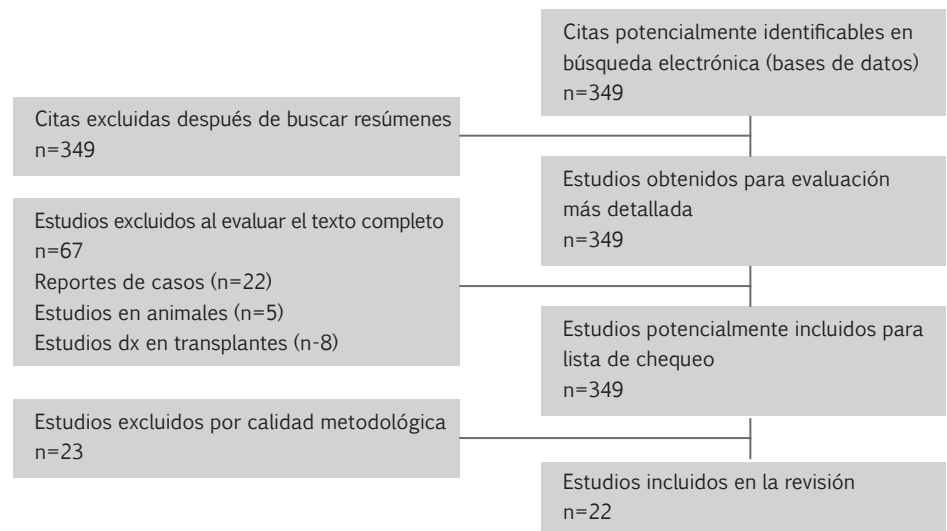 Citas potencialmente identificables en
búsqueda electrónica (bases de datos)
n=349
Citas excluidas después de buscar resúmenes
n=349
Estudios obtenidos para evaluación
más detallada
n=349
Estudios excluidos al evaluar el texto completo
n=67
Reportes de casos (n=22)
Estudios en animales (n=5)
Estudios dx en transplantes (n-8)
Estudios potencialmente incluidos para
lista de chequeo
n=349
Estudios excluidos por calidad metodológica
n=23
Estudios incluidos en la revisión
n=22